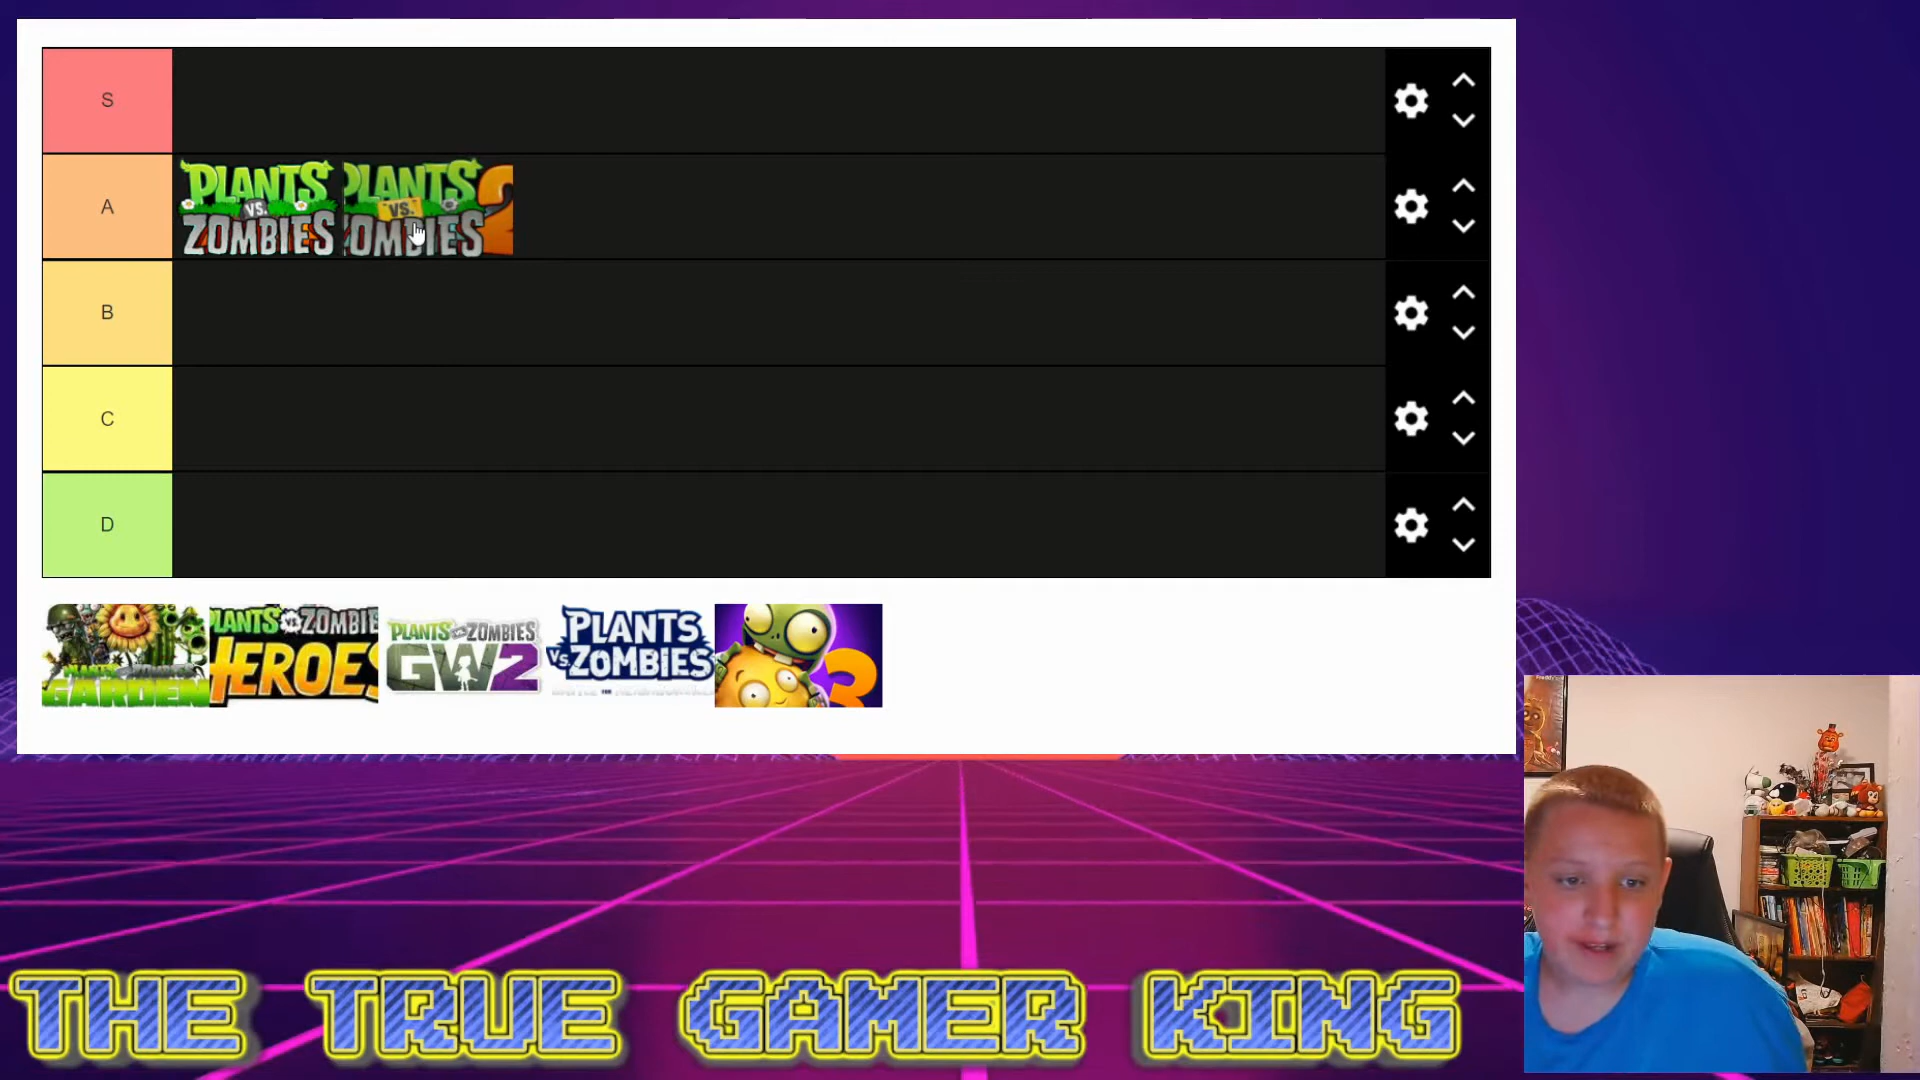 S
A
PLANTS VS. ZOMBIES
PLANTS VS. ZOMBIES 2
B
C
D
GARDEN
PLANTS VS. ZOMBIE HEROES
PLANTS VS. ZOMBIES GW2
PLANTS VS. ZOMBIES
3
THE TRUE GAMER KING